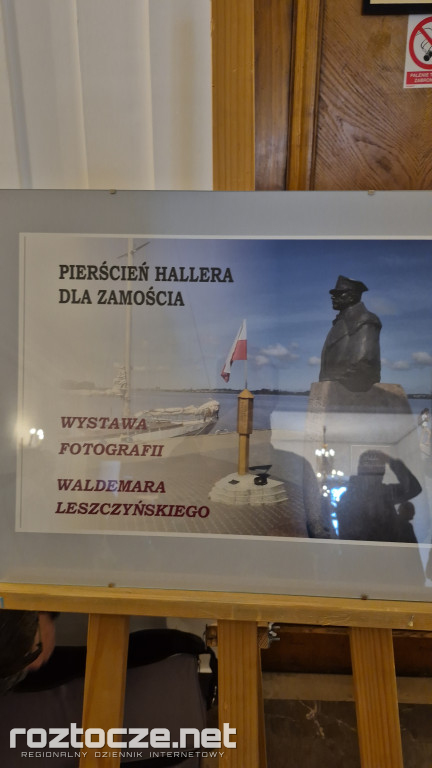 PIERŚCIEŃ HALLERA
DLA ZAMOŚCIA
WYSTAWA
FOTOGRAFII
WALDEMARA
LESZCZYŃSKIEGO
roztocze.net
REGIONALNY DZIENNIK INTERNETOWY